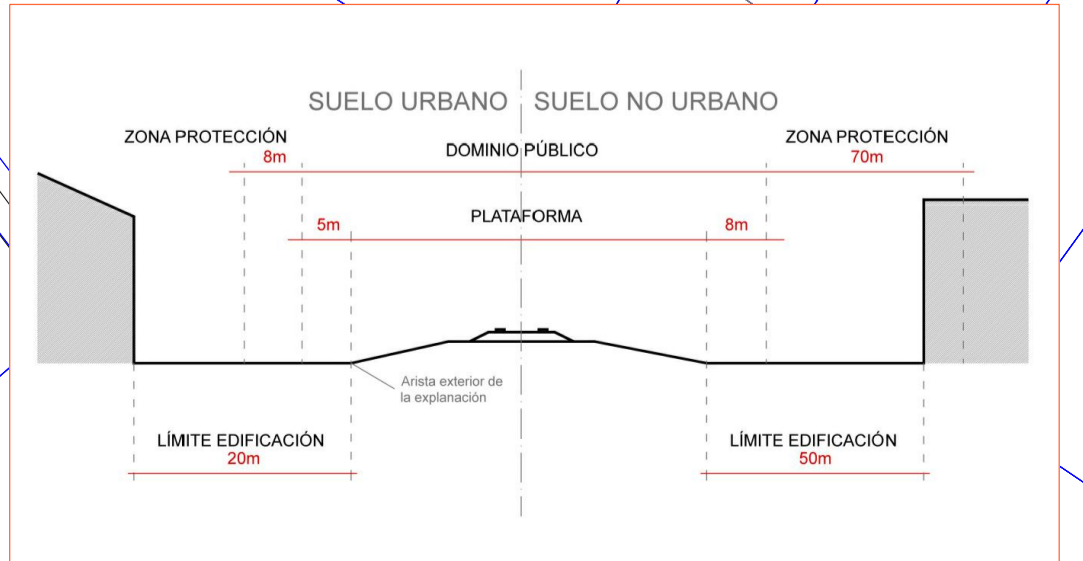 SUELO URBANO
SUELO NO URBANO
ZONA PROTECCIÓN
8m
DOMINIO PÚBLICO
ZONA PROTECCIÓN
70m
5m
PLATAFORMA
8m
Arista exterior de
la explanación
LÍMITE EDIFICACIÓN
20m
LÍMITE EDIFICACIÓN
50m